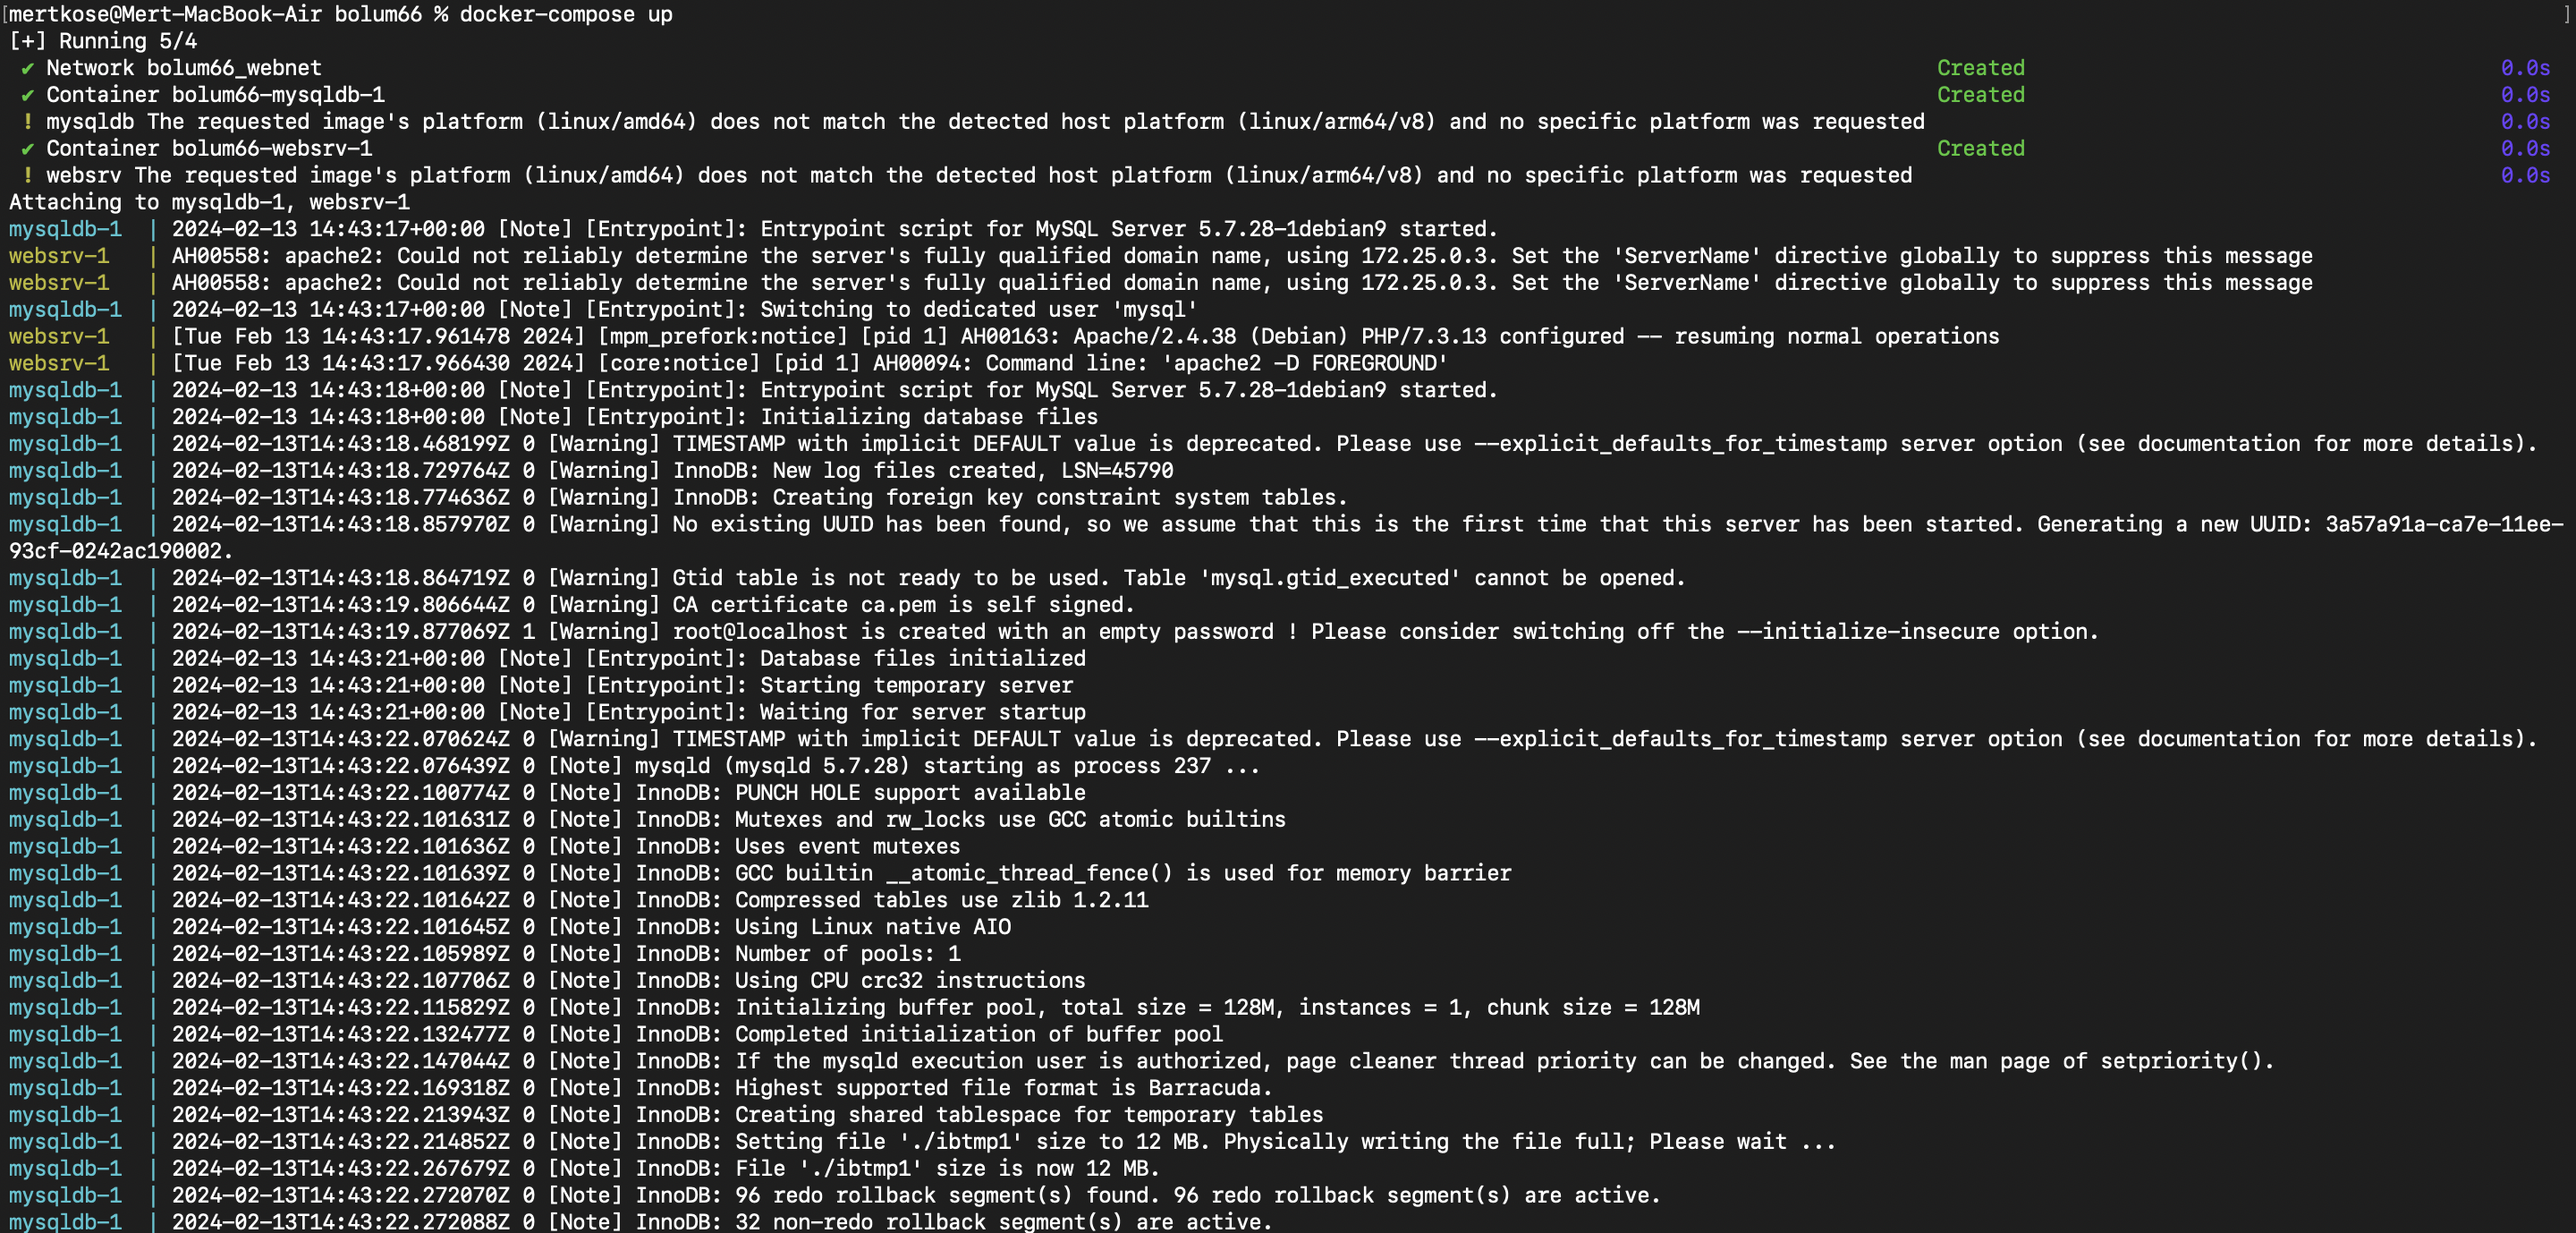 [mertkose@Mert-MacBook-Air bolum66 % docker-compose up ]
[+] Running 5/4
✔ Network bolum66_webnet Created 0.0s
✔ Container bolum66-mysqldb-1 Created 0.0s
! mysqldb The requested image's platform (linux/amd64) does not match the detected host platform (linux/arm64/v8) and no specific platform was requested 0.0s
✔ Container bolum66-websrv-1 Created 0.0s
! websrv The requested image's platform (linux/amd64) does not match the detected host platform (linux/arm64/v8) and no specific platform was requested 0.0s
Attaching to mysqldb-1, websrv-1
mysqldb-1 | 2024-02-13 14:43:17+00:00 [Note] [Entrypoint]: Entrypoint script for MySQL Server 5.7.28-1debian9 started.
websrv-1 | AH00558: apache2: Could not reliably determine the server's fully qualified domain name, using 172.25.0.3. Set the 'ServerName' directive globally to suppress this message
websrv-1 | AH00558: apache2: Could not reliably determine the server's fully qualified domain name, using 172.25.0.3. Set the 'ServerName' directive globally to suppress this message
mysqldb-1 | 2024-02-13 14:43:17+00:00 [Note] [Entrypoint]: Switching to dedicated user 'mysql'
websrv-1 | [Tue Feb 13 14:43:17.961478 2024] [mpm_prefork:notice] [pid 1] AH00163: Apache/2.4.38 (Debian) PHP/7.3.13 configured -- resuming normal operations
websrv-1 | [Tue Feb 13 14:43:17.966430 2024] [core:notice] [pid 1] AH00094: Command line: 'apache2 -D FOREGROUND'
mysqldb-1 | 2024-02-13 14:43:18+00:00 [Note] [Entrypoint]: Entrypoint script for MySQL Server 5.7.28-1debian9 started.
mysqldb-1 | 2024-02-13 14:43:18+00:00 [Note] [Entrypoint]: Initializing database files
mysqldb-1 | 2024-02-13T14:43:18.468199Z 0 [Warning] TIMESTAMP with implicit DEFAULT value is deprecated. Please use --explicit_defaults_for_timestamp server option (see documentation for more details).
mysqldb-1 | 2024-02-13T14:43:18.729764Z 0 [Warning] InnoDB: New log files created, LSN=45790
mysqldb-1 | 2024-02-13T14:43:18.774636Z 0 [Warning] InnoDB: Creating foreign key constraint system tables.
mysqldb-1 | 2024-02-13T14:43:18.857970Z 0 [Warning] No existing UUID has been found, so we assume that this is the first time that this server has been started. Generating a new UUID: 3a57a91a-ca7e-11ee-
93cf-0242ac190002.
mysqldb-1 | 2024-02-13T14:43:18.864719Z 0 [Warning] Gtid table is not ready to be used. Table 'mysql.gtid_executed' cannot be opened.
mysqldb-1 | 2024-02-13T14:43:19.806644Z 0 [Warning] CA certificate ca.pem is self signed.
mysqldb-1 | 2024-02-13T14:43:19.877069Z 1 [Warning] root@localhost is created with an empty password ! Please consider switching off the --initialize-insecure option.
mysqldb-1 | 2024-02-13 14:43:21+00:00 [Note] [Entrypoint]: Database files initialized
mysqldb-1 | 2024-02-13 14:43:21+00:00 [Note] [Entrypoint]: Starting temporary server
mysqldb-1 | 2024-02-13 14:43:21+00:00 [Note] [Entrypoint]: Waiting for server startup
mysqldb-1 | 2024-02-13T14:43:22.070624Z 0 [Warning] TIMESTAMP with implicit DEFAULT value is deprecated. Please use --explicit_defaults_for_timestamp server option (see documentation for more details).
mysqldb-1 | 2024-02-13T14:43:22.076439Z 0 [Note] mysqld (mysqld 5.7.28) starting as process 237 ...
mysqldb-1 | 2024-02-13T14:43:22.100774Z 0 [Note] InnoDB: PUNCH HOLE support available
mysqldb-1 | 2024-02-13T14:43:22.101631Z 0 [Note] InnoDB: Mutexes and rw_locks use GCC atomic builtins
mysqldb-1 | 2024-02-13T14:43:22.101636Z 0 [Note] InnoDB: Uses event mutexes
mysqldb-1 | 2024-02-13T14:43:22.101639Z 0 [Note] InnoDB: GCC builtin __atomic_thread_fence() is used for memory barrier
mysqldb-1 | 2024-02-13T14:43:22.101642Z 0 [Note] InnoDB: Compressed tables use zlib 1.2.11
mysqldb-1 | 2024-02-13T14:43:22.101645Z 0 [Note] InnoDB: Using Linux native AIO
mysqldb-1 | 2024-02-13T14:43:22.105989Z 0 [Note] InnoDB: Number of pools: 1
mysqldb-1 | 2024-02-13T14:43:22.107706Z 0 [Note] InnoDB: Using CPU crc32 instructions
mysqldb-1 | 2024-02-13T14:43:22.115829Z 0 [Note] InnoDB: Initializing buffer pool, total size = 128M, instances = 1, chunk size = 128M
mysqldb-1 | 2024-02-13T14:43:22.132477Z 0 [Note] InnoDB: Completed initialization of buffer pool
mysqldb-1 | 2024-02-13T14:43:22.147044Z 0 [Note] InnoDB: If the mysqld execution user is authorized, page cleaner thread priority can be changed. See the man page of setpriority().
mysqldb-1 | 2024-02-13T14:43:22.169318Z 0 [Note] InnoDB: Highest supported file format is Barracuda.
mysqldb-1 | 2024-02-13T14:43:22.213943Z 0 [Note] InnoDB: Creating shared tablespace for temporary tables
mysqldb-1 | 2024-02-13T14:43:22.214852Z 0 [Note] InnoDB: Setting file './ibtmp1' size to 12 MB. Physically writing the file full; Please wait ...
mysqldb-1 | 2024-02-13T14:43:22.267679Z 0 [Note] InnoDB: File './ibtmp1' size is now 12 MB.
mysqldb-1 | 2024-02-13T14:43:22.272070Z 0 [Note] InnoDB: 96 redo rollback segment(s) found. 96 redo rollback segment(s) are active.
mysqldb-1 | 2024-02-13T14:43:22.272088Z 0 [Note] InnoDB: 32 non-redo rollback segment(s) are active.